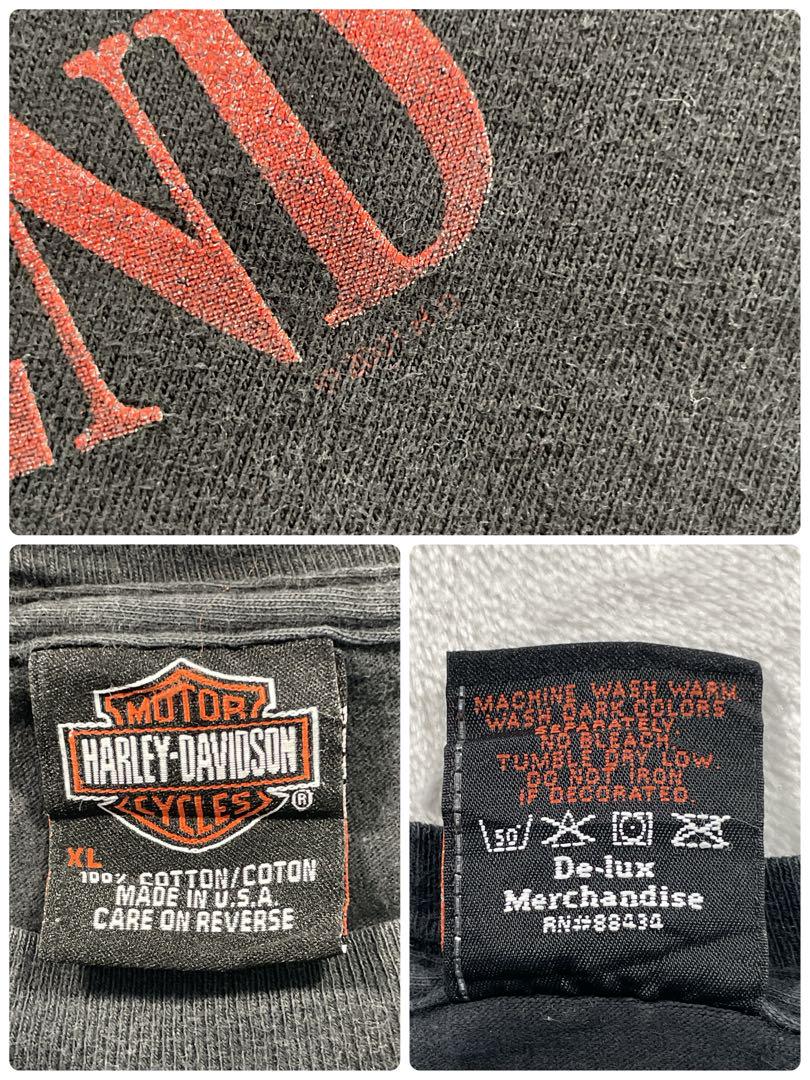 ND
MOTOR
HARLEY-DAVIDSON
CYCLES ®
XL
100% COTTON/COTON
MADE IN U.S.A.
CARE ON REVERSE
MACHINE WASH WARM
WASH DARK COLORS
SEPARATELY.
NO BLEACH.
TUMBLE DRY LOW.
DO NOT IRON
IF DECORATED.
50°
De-lux
Merchandise
RN#88434